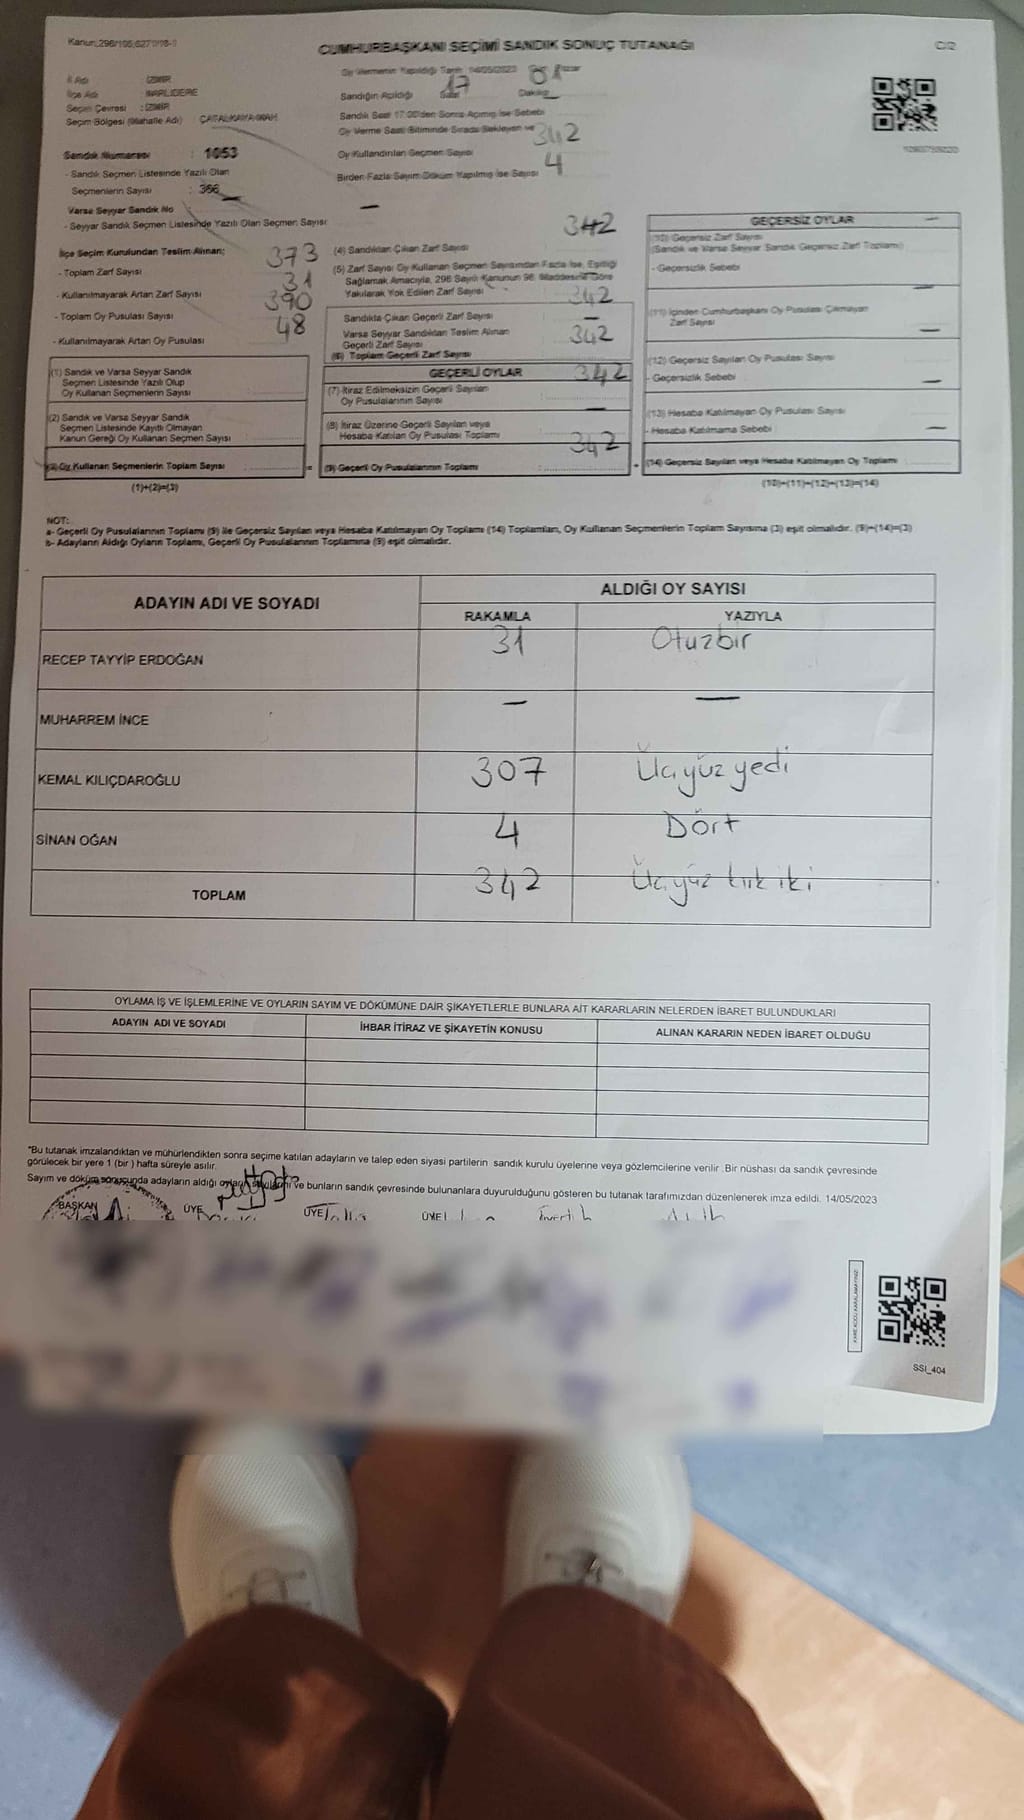 CUMHURBAŞKANI SEÇİMİ SANDIK SONUÇ TUTANAĞI
C/2
Oy Vermenin Yapıldığı Tarih 14/05/2023 Pazar
İl Adı : İZMİR
İlçe Adı : NARLIDERE
Seçim Çevresi : İZMİR
Seçim Bölgesi (Mahalle Adı) ÇATALKAYA MAH.
Sandığın Açıldığı Saat 17 Dakika 01
Sandık Saat 17:00'den Sonra Açılmış İse Sebebi
Oy Verme Saati Bitiminde Sırada Bekleyen ve
Oy Kullandırılan Seçmen Sayısı 342
Birden Fazla Sayım Döküm Yapılmış İse Sayısı 4
Sandık Numarası : 1053
- Sandık Seçmen Listesinde Yazılı Olan
Seçmenlerin Sayısı : 366
Varsa Seyyar Sandık No —
- Seyyar Sandık Seçmen Listesinde Yazılı Olan Seçmen Sayısı —
İlçe Seçim Kurulundan Teslim Alınan;
- Toplam Zarf Sayısı 373
- Kullanılmayarak Artan Zarf Sayısı 31
- Toplam Oy Pusulası Sayısı 390
- Kullanılmayarak Artan Oy Pusulası 48
(1) Sandık ve Varsa Seyyar Sandık
Seçmen Listesinde Yazılı Olup
Oy Kullanan Seçmenlerin Sayısı
(2) Sandık ve Varsa Seyyar Sandık
Seçmen Listesinde Kayıtlı Olmayan
Kanun Gereği Oy Kullanan Seçmen Sayısı
(3) Oy Kullanan Seçmenlerin Toplam Sayısı
(1)+(2)=(3)
342
(4) Sandıktan Çıkan Zarf Sayısı
(5) Zarf Sayısı Oy Kullanan Seçmen Sayısından Fazla İse, Eşitliği
Sağlamak Amacıyla, 298 Sayılı Kanunun 98. Maddesine Göre
Yakılarak Yok Edilen Zarf Sayısı
342
Sandıkta Çıkan Geçerli Zarf Sayısı —
Varsa Seyyar Sandıktan Teslim Alınan
Geçerli Zarf Sayısı 342
(6) Toplam Geçerli Zarf Sayısı
GEÇERLİ OYLAR
342
(7) İtiraz Edilmeksizin Geçerli Sayılan
Oy Pusulalarının Sayısı
—
(8) İtiraz Üzerine Geçerli Sayılan veya
Hesaba Katılan Oy Pusulası Toplamı
342
(9) Geçerli Oy Pusulalarının Toplamı
GEÇERSİZ OYLAR —
(10) Geçersiz Zarf Sayısı
(Sandık ve Varsa Seyyar Sandık Geçersiz Zarf Toplamı)
- Geçersizlik Sebebi
—
(11) İçinden Cumhurbaşkanı Oy Pusulası Çıkmayan
Zarf Sayısı —
(12) Geçersiz Sayılan Oy Pusulası Sayısı
- Geçersizlik Sebebi —
(13) Hesaba Katılmayan Oy Pusulası Sayısı
- Hesaba Katılmama Sebebi —
(14) Geçersiz Sayılan veya Hesaba Katılmayan Oy Toplamı
(10)+(11)+(12)+(13)=(14)
NOT:
a- Geçerli Oy Pusulalarının Toplamı (9) ile Geçersiz Sayılan veya Hesaba Katılmayan Oy Toplamı (14) Toplamları, Oy Kullanan Seçmenlerin Toplam Sayısına (3) eşit olmalıdır. (9)+(14)=(3)
b- Adayların Aldığı Oyların Toplamı, Geçerli Oy Pusulalarının Toplamına (9) eşit olmalıdır.
ADAYIN ADI VE SOYADI
ALDIĞI OY SAYISI
RAKAMLA YAZIYLA
RECEP TAYYİP ERDOĞAN 31 Otuzbir
MUHARREM İNCE — —
KEMAL KILIÇDAROĞLU 307 Üçyüz yedi
SİNAN OĞAN 4 Dört
TOPLAM 342 Üçyüz kırk iki
OYLAMA İŞ VE İŞLEMLERİNE VE OYLARIN SAYIM VE DÖKÜMÜNE DAİR ŞİKAYETLERLE BUNLARA AİT KARARLARIN NELERDEN İBARET BULUNDUKLARI
ADAYIN ADI VE SOYADI İHBAR İTİRAZ VE ŞİKAYETİN KONUSU ALINAN KARARIN NEDEN İBARET OLDUĞU
*Bu tutanak imzalandıktan ve mühürlendikten sonra seçime katılan adayların ve talep eden siyasi partilerin sandık kurulu üyelerine veya gözlemcilerine verilir. Bir nüshası da sandık çevresinde
görülecek bir yere 1 (bir) hafta süreyle asılır.
Sayım ve döküm sonucunda adayların aldığı oyların sayılarını ve bunların sandık çevresinde bulunanlara duyurulduğunu gösteren bu tutanak tarafımızdan düzenlenerek imza edildi. 14/05/2023
BAŞKAN ÜYE ÜYE ÜYE
SSI_404